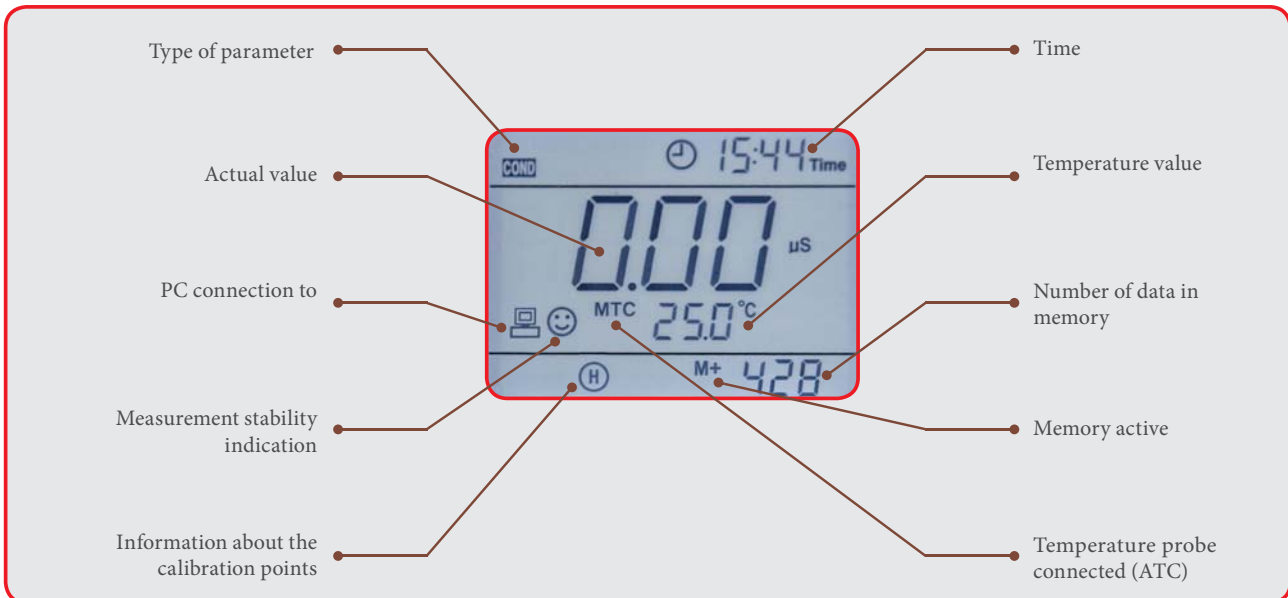 Type of parameter
Actual value
PC connection to
Measurement stability
indication
Information about the
calibration points
COND
15:44 Time
0.00 µS
MTC 25.0 °C
H
M+ 428
Time
Temperature value
Number of data in
memory
Memory active
Temperature probe
connected (ATC)